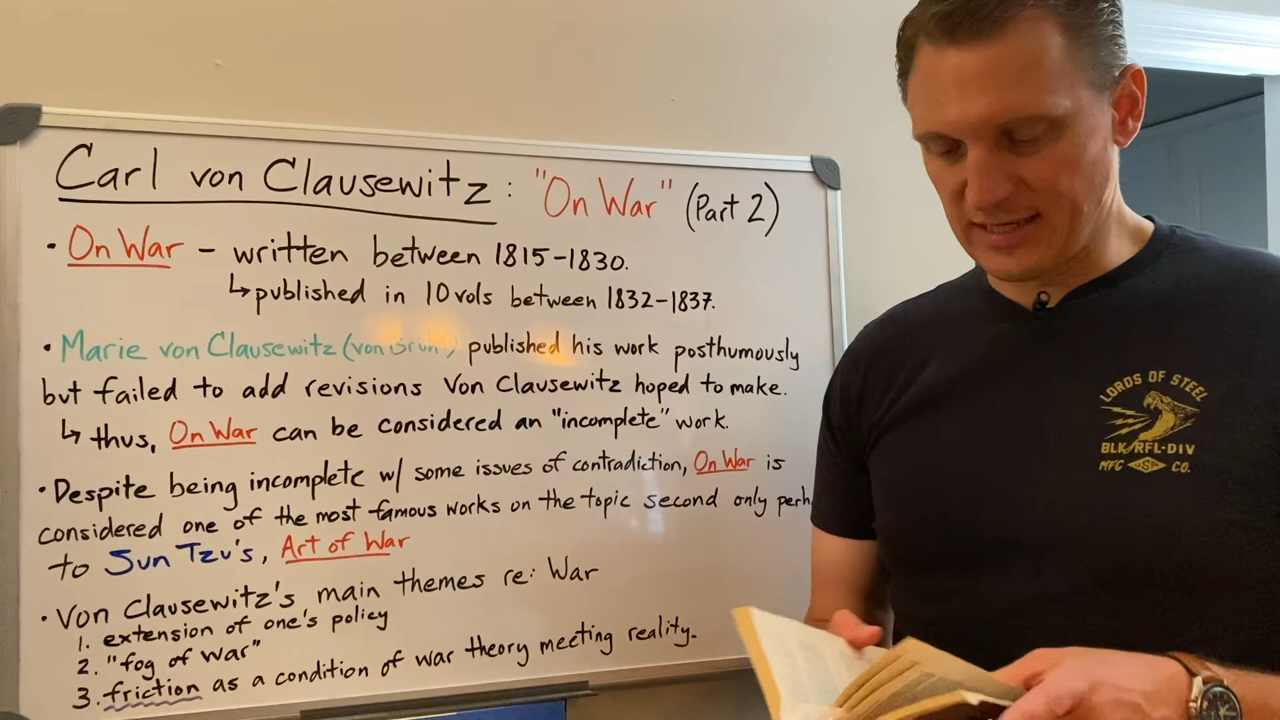 Carl von Clausewitz: "On War" (Part 2)
• On War – written between 1815-1830.
↳ published in 10 vols between 1832-1837.
• Marie von Clausewitz (von published his work posthumously
but failed to add revisions Von Clausewitz hoped to make.
↳ thus, On War can be considered an "incomplete" work.
• Despite being incomplete w/ some issues of contradiction, On War is
considered one of the most famous works on the topic second only perh
to Sun Tzu's, Art of War
• Von Clausewitz's main themes re: War
1. extension of one's policy
2. "fog of war"
3. friction as a condition of war theory meeting reality.
LORDS OF STEEL
BLK RFL-DIV
MFC USA CO.